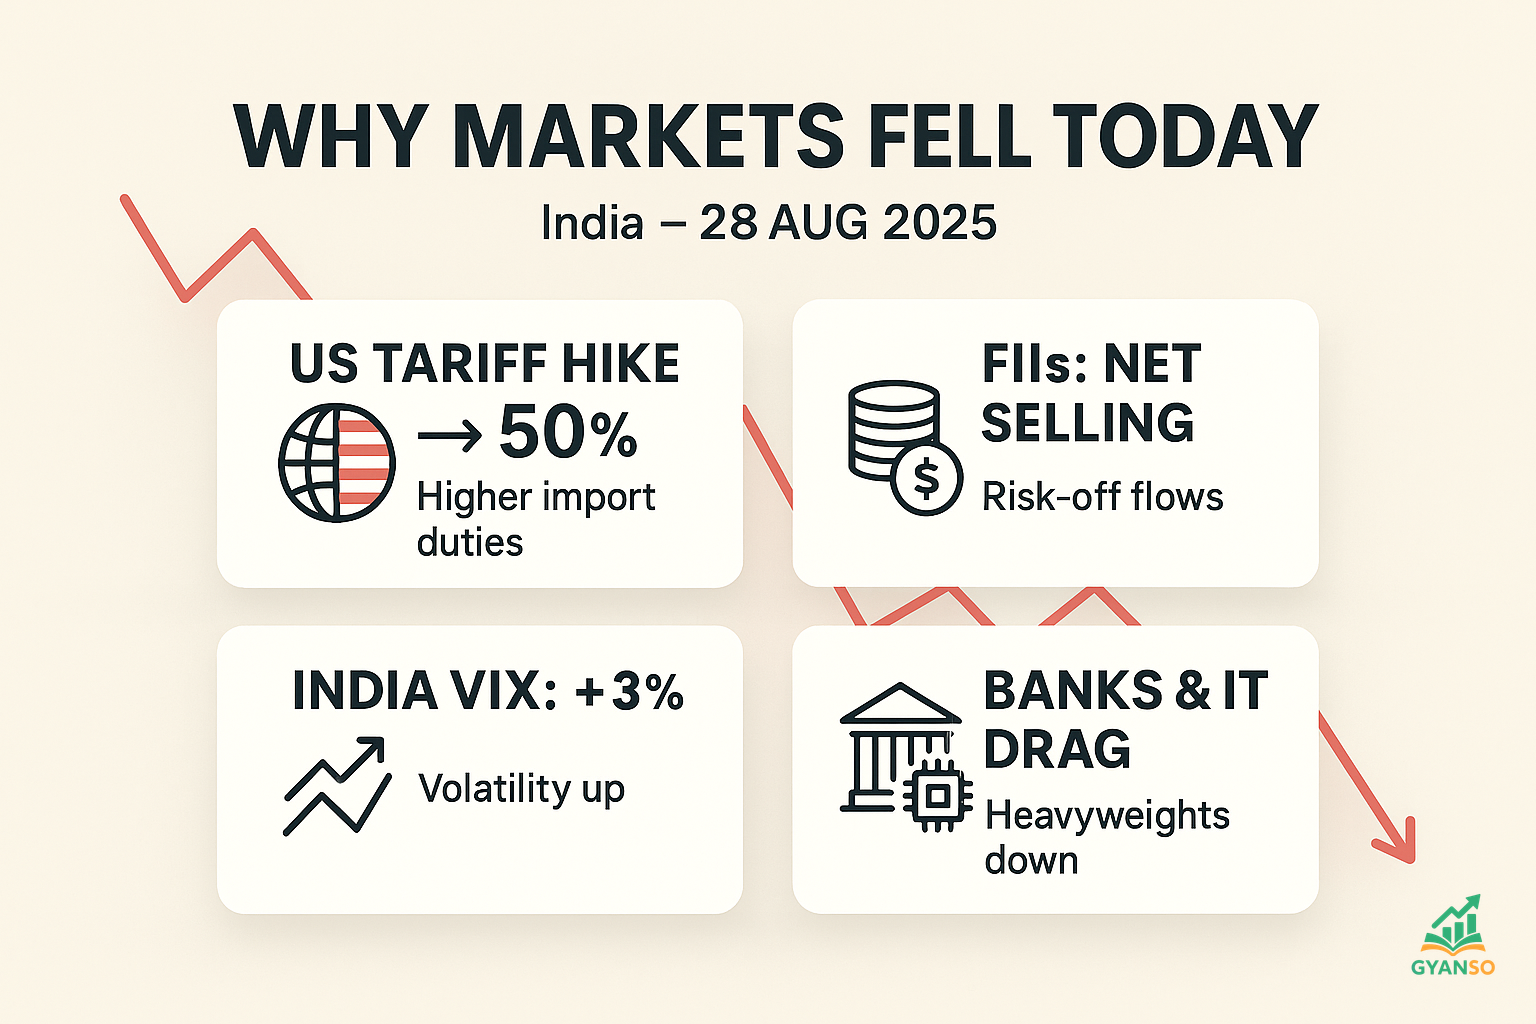 WHY MARKETS FELL TODAY
India – 28 AUG 2025
US TARIFF HIKE
→ 50%
Higher import
duties
FIIs: NET
SELLING
$
Risk-off flows
INDIA VIX: +3%
Volatility up
BANKS & IT
DRAG
Heavyweights
down
GYANSO